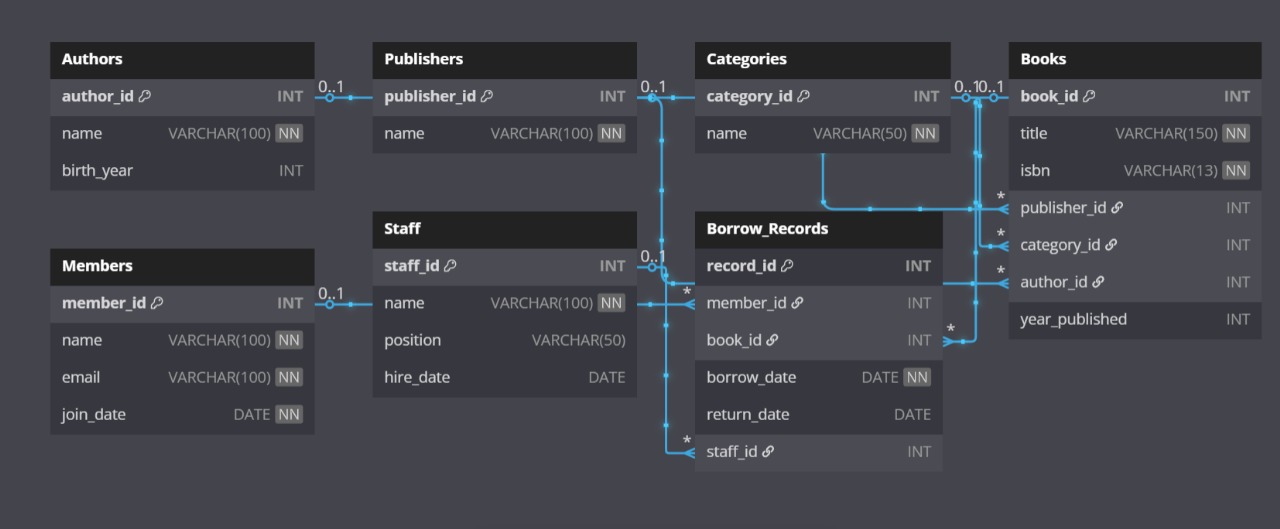 Authors
author_id INT
name VARCHAR(100) NN
birth_year INT
0..1
Publishers
publisher_id INT
name VARCHAR(100) NN
0..1
Categories
category_id INT
name VARCHAR(50) NN
0..1
0..1
Books
book_id INT
title VARCHAR(150) NN
isbn VARCHAR(13) NN
* publisher_id INT
* category_id INT
* author_id INT
year_published INT
Members
member_id INT
name VARCHAR(100) NN
email VARCHAR(100) NN
join_date DATE NN
0..1
Staff
staff_id INT
name VARCHAR(100) NN
position VARCHAR(50)
hire_date DATE
0..1
Borrow_Records
record_id INT
* member_id INT
book_id INT *
borrow_date DATE NN
return_date DATE
* staff_id INT